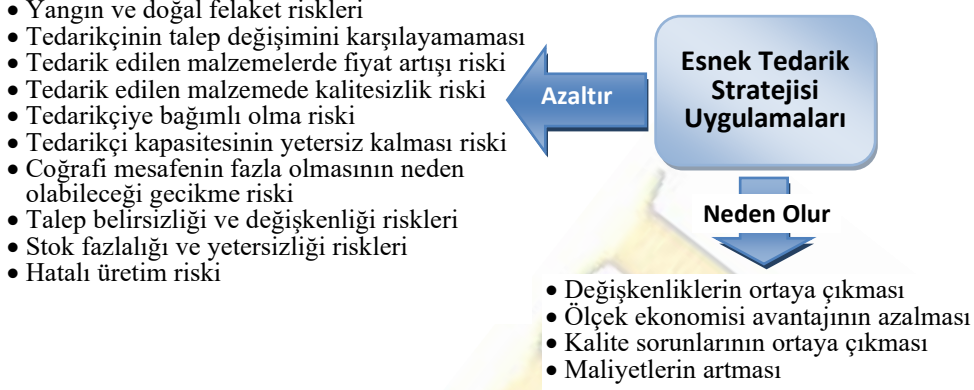 • Yangın ve doğal felaket riskleri
• Tedarikçinin talep değişimini karşılayamaması
• Tedarik edilen malzemelerde fiyat artışı riski
• Tedarik edilen malzemede kalitesizlik riski
• Tedarikçiye bağımlı olma riski
• Tedarikçi kapasitesinin yetersiz kalması riski
• Coğrafi mesafenin fazla olmasının neden
olabileceği gecikme riski
• Talep belirsizliği ve değişkenliği riskleri
• Stok fazlalığı ve yetersizliği riskleri
• Hatalı üretim riski
Azaltır
Esnek Tedarik
Stratejisi
Uygulamaları
Neden Olur
• Değişkenliklerin ortaya çıkması
• Ölçek ekonomisi avantajının azalması
• Kalite sorunlarının ortaya çıkması
• Maliyetlerin artması